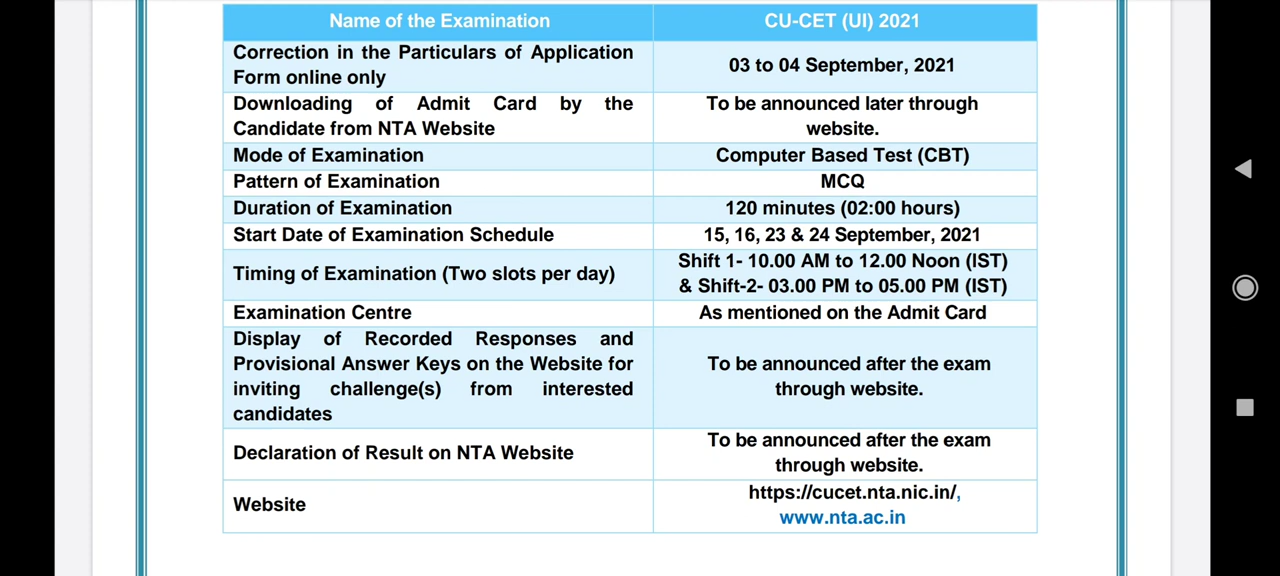 Name of the Examination
CU-CET (UI) 2021
Correction in the Particulars of Application
Form online only
03 to 04 September, 2021
Downloading of Admit Card by the
Candidate from NTA Website
To be announced later through
website.
Mode of Examination
Computer Based Test (CBT)
Pattern of Examination
MCQ
Duration of Examination
120 minutes (02:00 hours)
Start Date of Examination Schedule
15, 16, 23 & 24 September, 2021
Timing of Examination (Two slots per day)
Shift 1- 10.00 AM to 12.00 Noon (IST)
& Shift-2- 03.00 PM to 05.00 PM (IST)
Examination Centre
As mentioned on the Admit Card
Display of Recorded Responses and
Provisional Answer Keys on the Website for
inviting challenge(s) from interested
candidates
To be announced after the exam
through website.
Declaration of Result on NTA Website
To be announced after the exam
through website.
Website
https://cucet.nta.nic.in/,
www.nta.ac.in